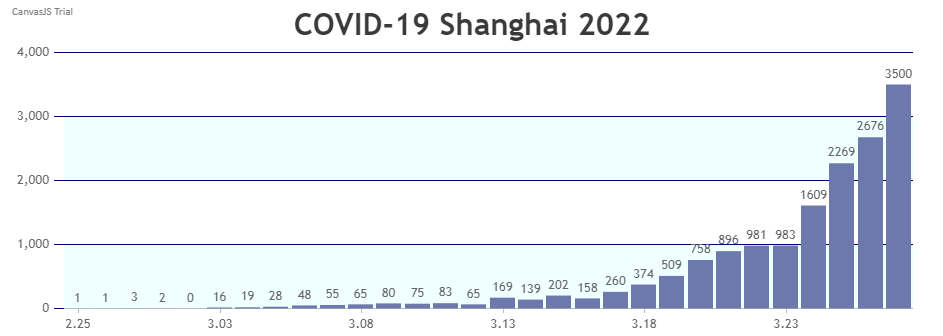 CanvasJS Trial
COVID-19 Shanghai 2022
4,000
3500
3,000
2676
2269
2,000
1609
1,000
758 896 981 983
1 1 3 2 0 16 19 28 48 55 65 80 75 83 65 169 139 202 158 260 374 509
0
2.25 3.03 3.08 3.13 3.18 3.23